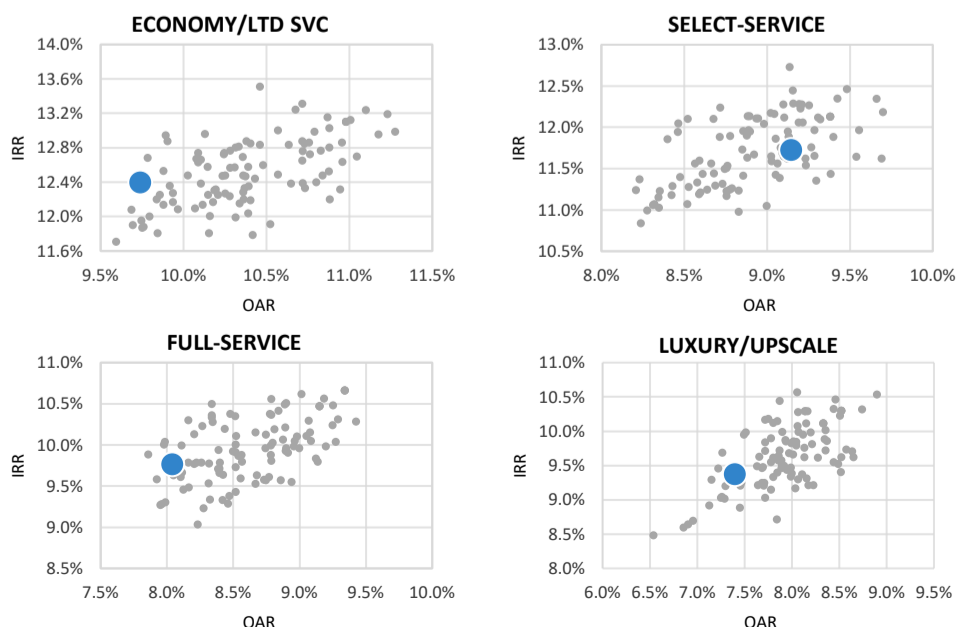 ECONOMY/LTD SVC
14.0%
13.6%
13.2%
12.8%
12.4%
12.0%
11.6%
IRR
9.5% 10.0% 10.5% 11.0% 11.5%
OAR
SELECT-SERVICE
13.0%
12.5%
12.0%
11.5%
11.0%
10.5%
IRR
8.0% 8.5% 9.0% 9.5% 10.0%
OAR
FULL-SERVICE
11.0%
10.5%
10.0%
9.5%
9.0%
8.5%
IRR
7.5% 8.0% 8.5% 9.0% 9.5% 10.0%
OAR
LUXURY/UPSCALE
11.0%
10.5%
10.0%
9.5%
9.0%
8.5%
8.0%
IRR
6.0% 6.5% 7.0% 7.5% 8.0% 8.5% 9.0% 9.5%
OAR